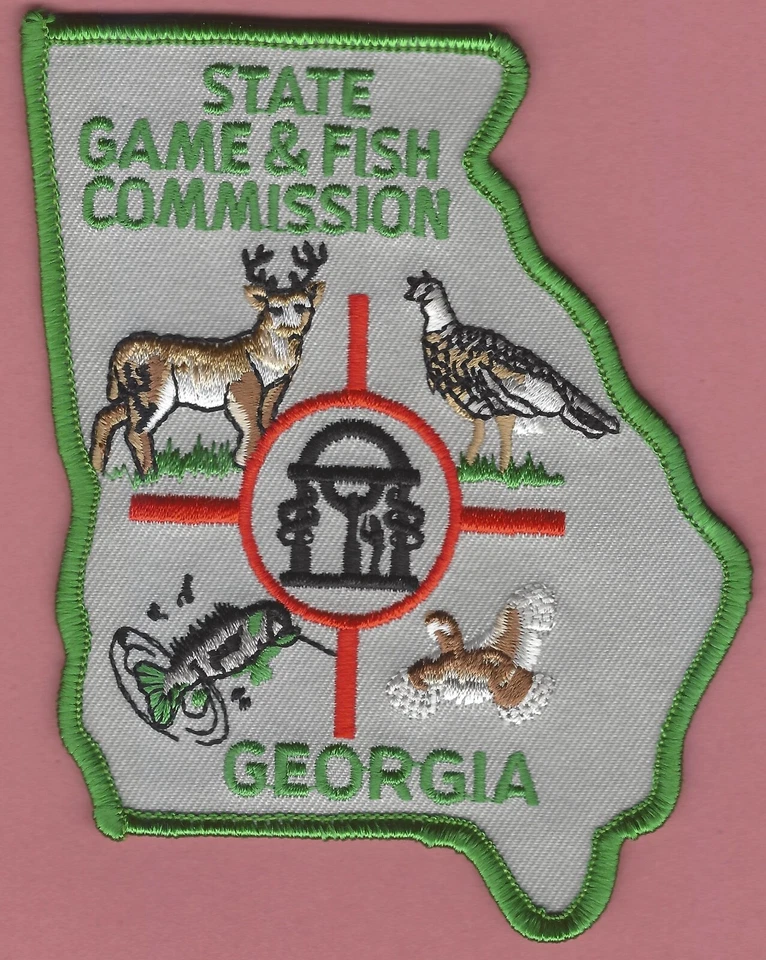 STATE
GAME & FISH
COMMISSION
GEORGIA